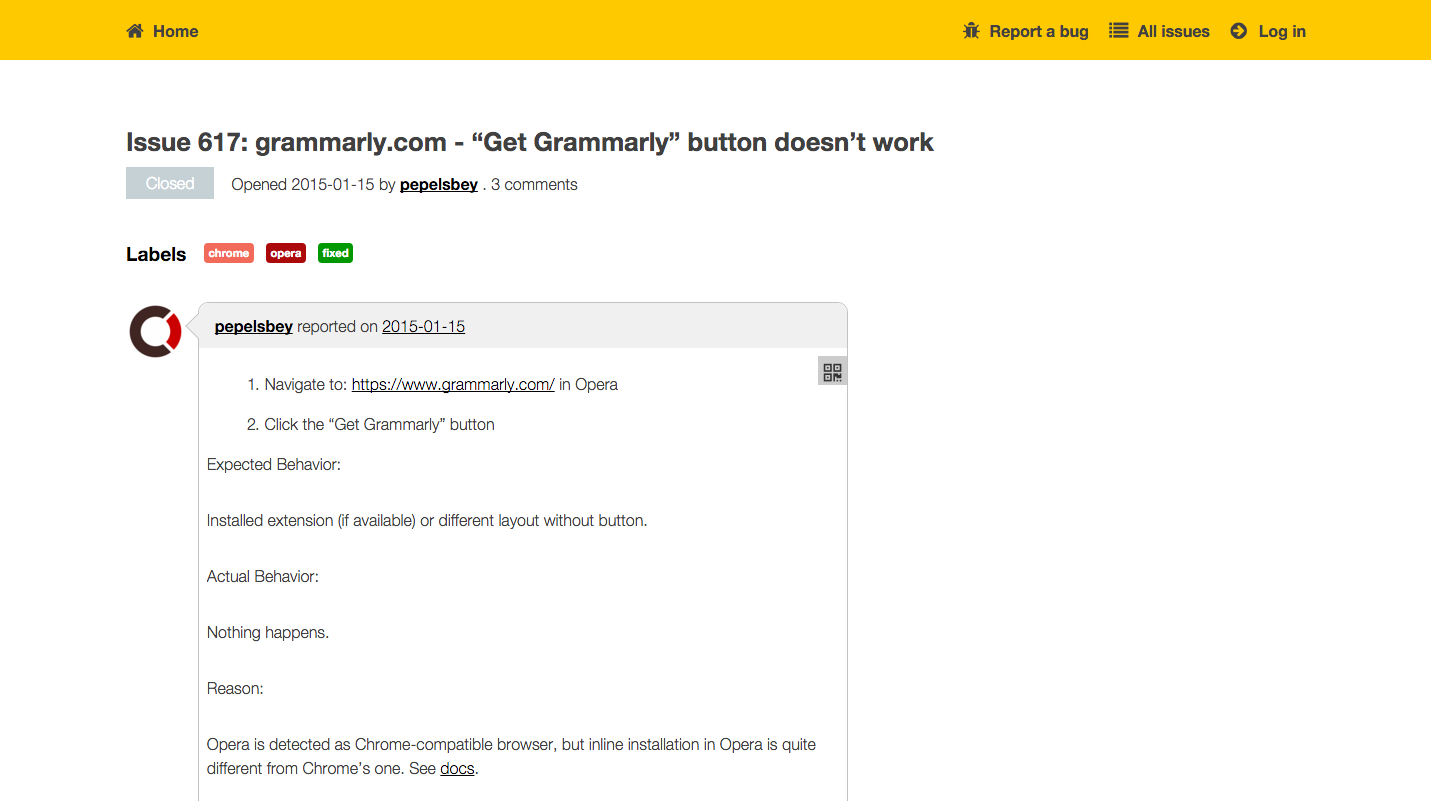 Home
Report a bug
All issues
Log in
Issue 617: grammarly.com - “Get Grammarly” button doesn’t work
Closed
Opened 2015-01-15 by pepelsbey . 3 comments
Labels chrome opera fixed
pepelsbey reported on 2015-01-15
1. Navigate to: https://www.grammarly.com/ in Opera
2. Click the “Get Grammarly” button
Expected Behavior:
Installed extension (if available) or different layout without button.
Actual Behavior:
Nothing happens.
Reason:
Opera is detected as Chrome-compatible browser, but inline installation in Opera is quite
different from Chrome’s one. See docs.